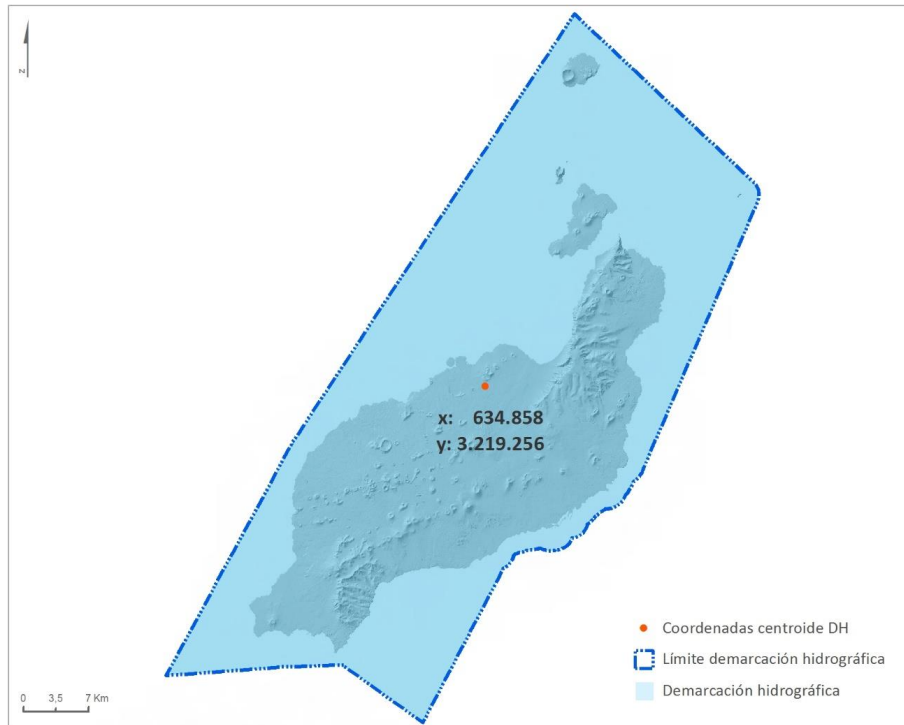 N
x: 634.858
y: 3.219.256
Coordenadas centroide DH
Límite demarcación hidrográfica
Demarcación hidrográfica
0 3,5 7 Km